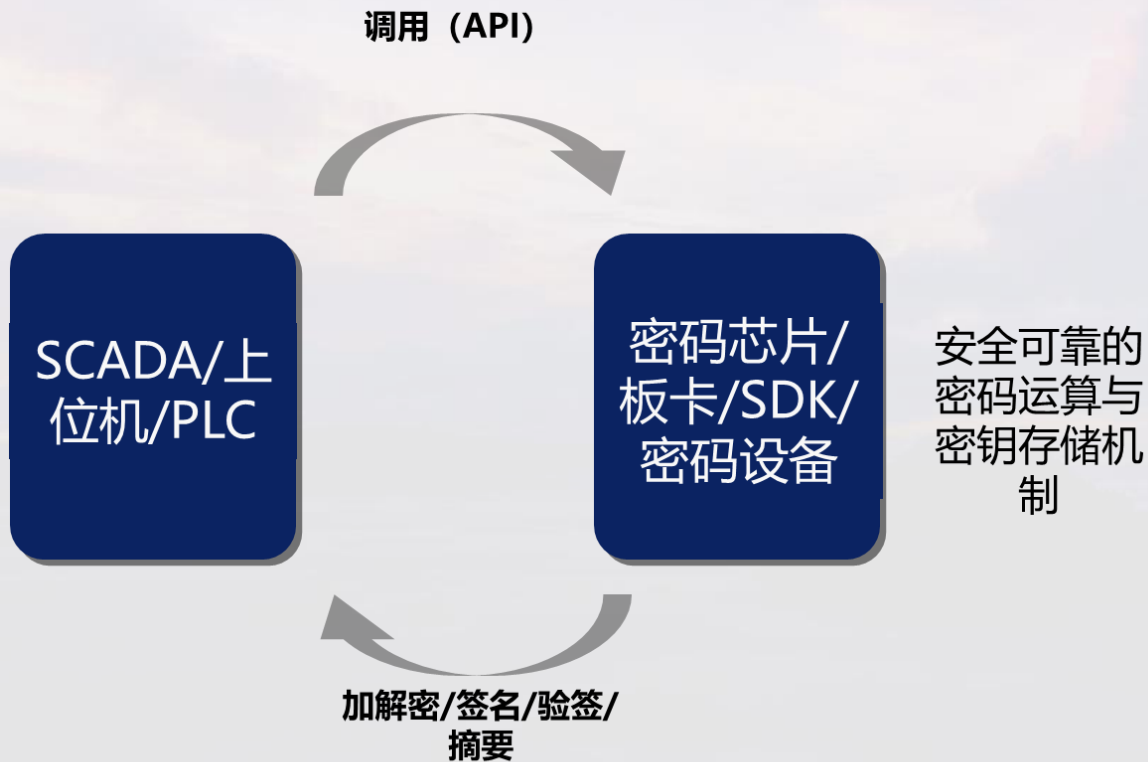 调用（API）
SCADA/上
位机/PLC
密码芯片/
板卡/SDK/
密码设备
安全可靠的
密码运算与
密钥存储机
制
加解密/签名/验签/
摘要